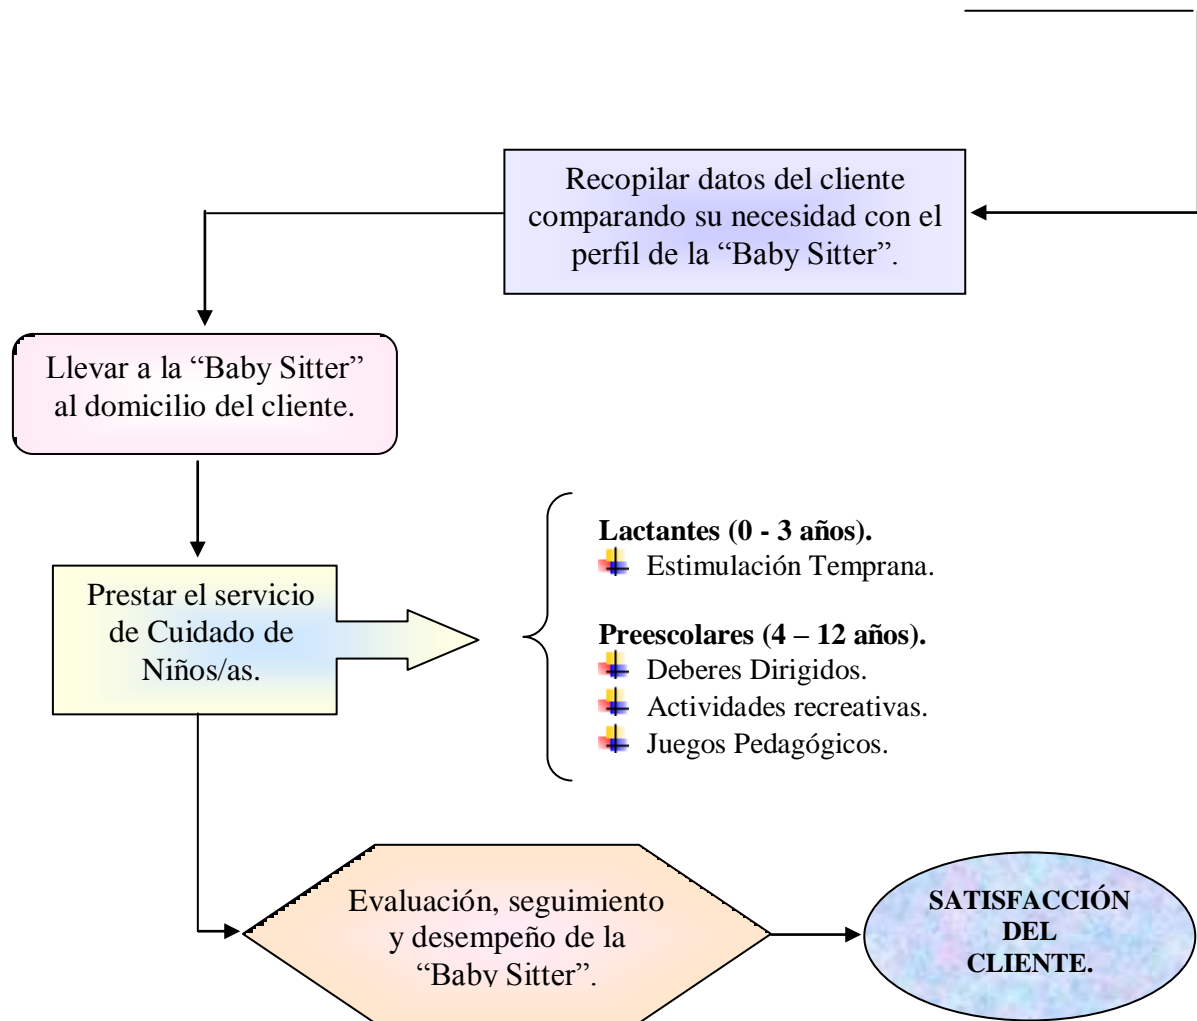 Recopilar datos del cliente
comparando su necesidad con el
perfil de la “Baby Sitter”.
Llevar a la “Baby Sitter”
al domicilio del cliente.
Prestar el servicio
de Cuidado de
Niños/as.
Lactantes (0 - 3 años).
Estimulación Temprana.
Preescolares (4 – 12 años).
Deberes Dirigidos.
Actividades recreativas.
Juegos Pedagógicos.
Evaluación, seguimiento
y desempeño de la
“Baby Sitter”.
SATISFACCIÓN
DEL
CLIENTE.